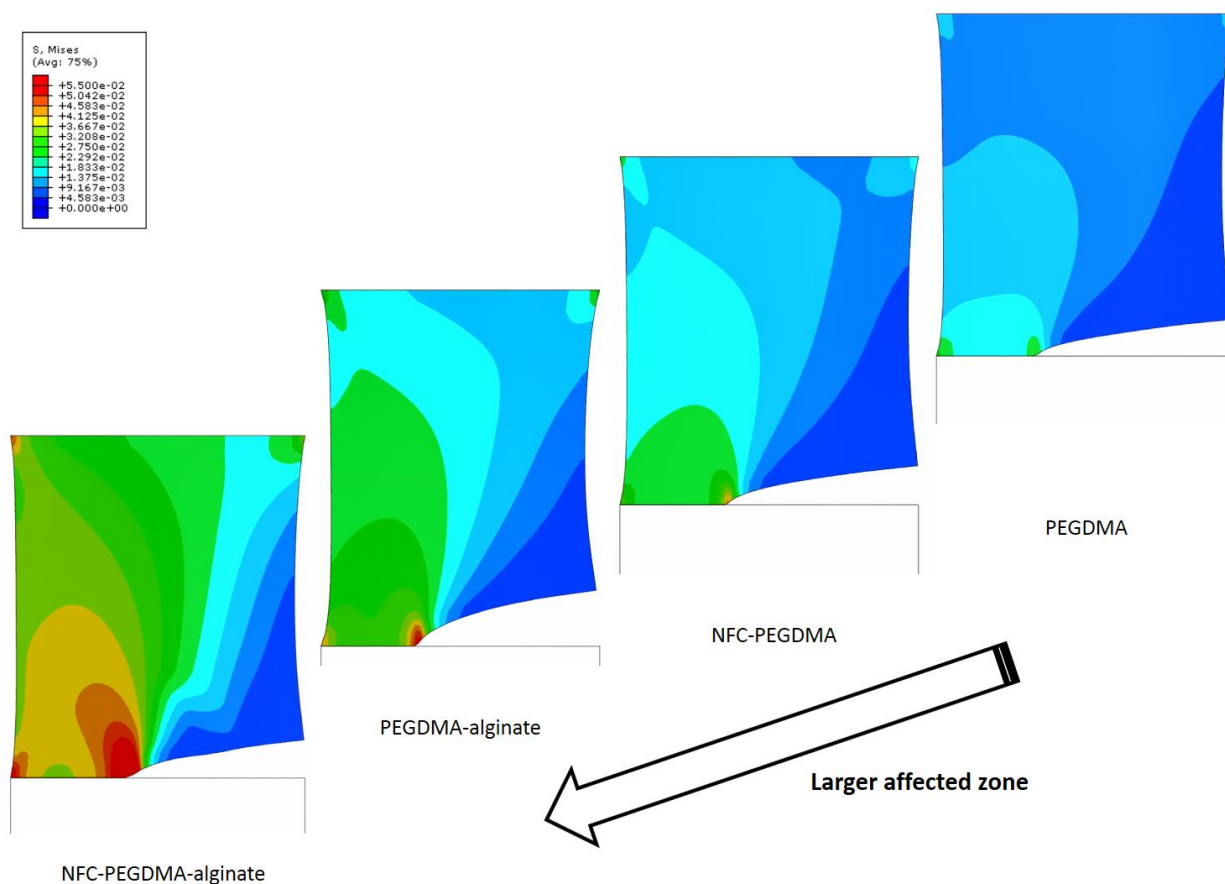 S, Mises
(Avg: 75%)
+5.500e-02
+5.042e-02
+4.583e-02
+4.125e-02
+3.667e-02
+3.208e-02
+2.750e-02
+2.292e-02
+1.833e-02
+1.375e-02
+9.167e-03
+4.583e-03
+0.000e+00
PEGDMA
NFC-PEGDMA
PEGDMA-alginate
Larger affected zone
NFC-PEGDMA-alginate